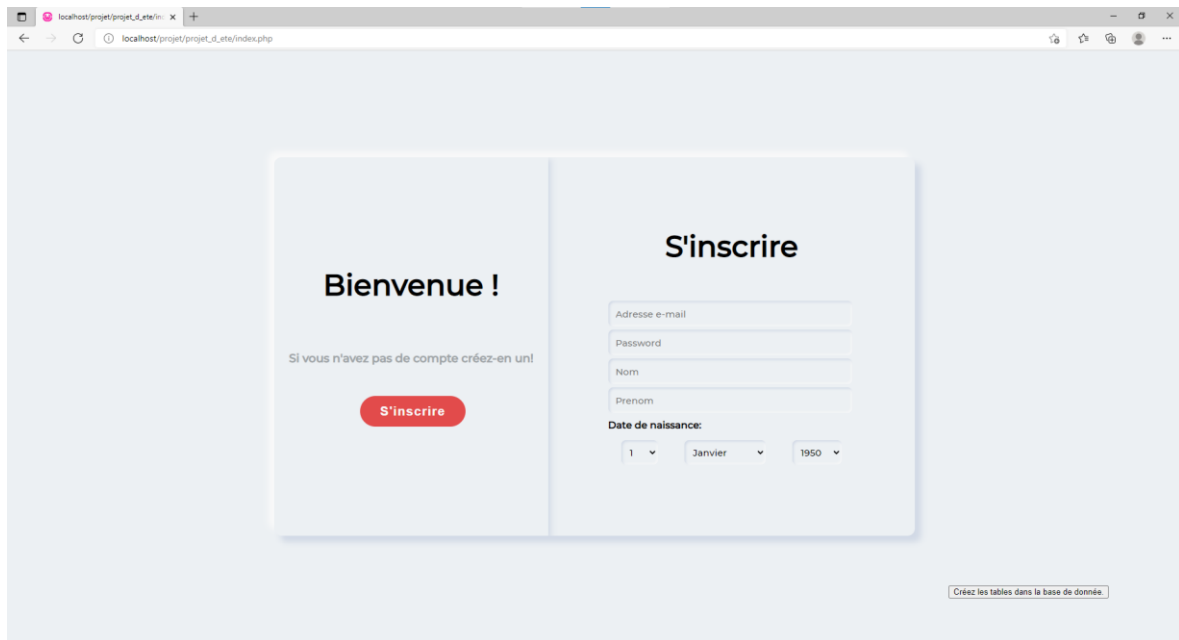 localhost/projet/projet_d_ete/in
localhost/projet/projet_d_ete/index.php
Bienvenue !
Si vous n'avez pas de compte créez-en un!
S'inscrire
S'inscrire
Adresse e-mail
Password
Nom
Prenom
Date de naissance:
1 Janvier 1950
Créez les tables dans la base de donnée.